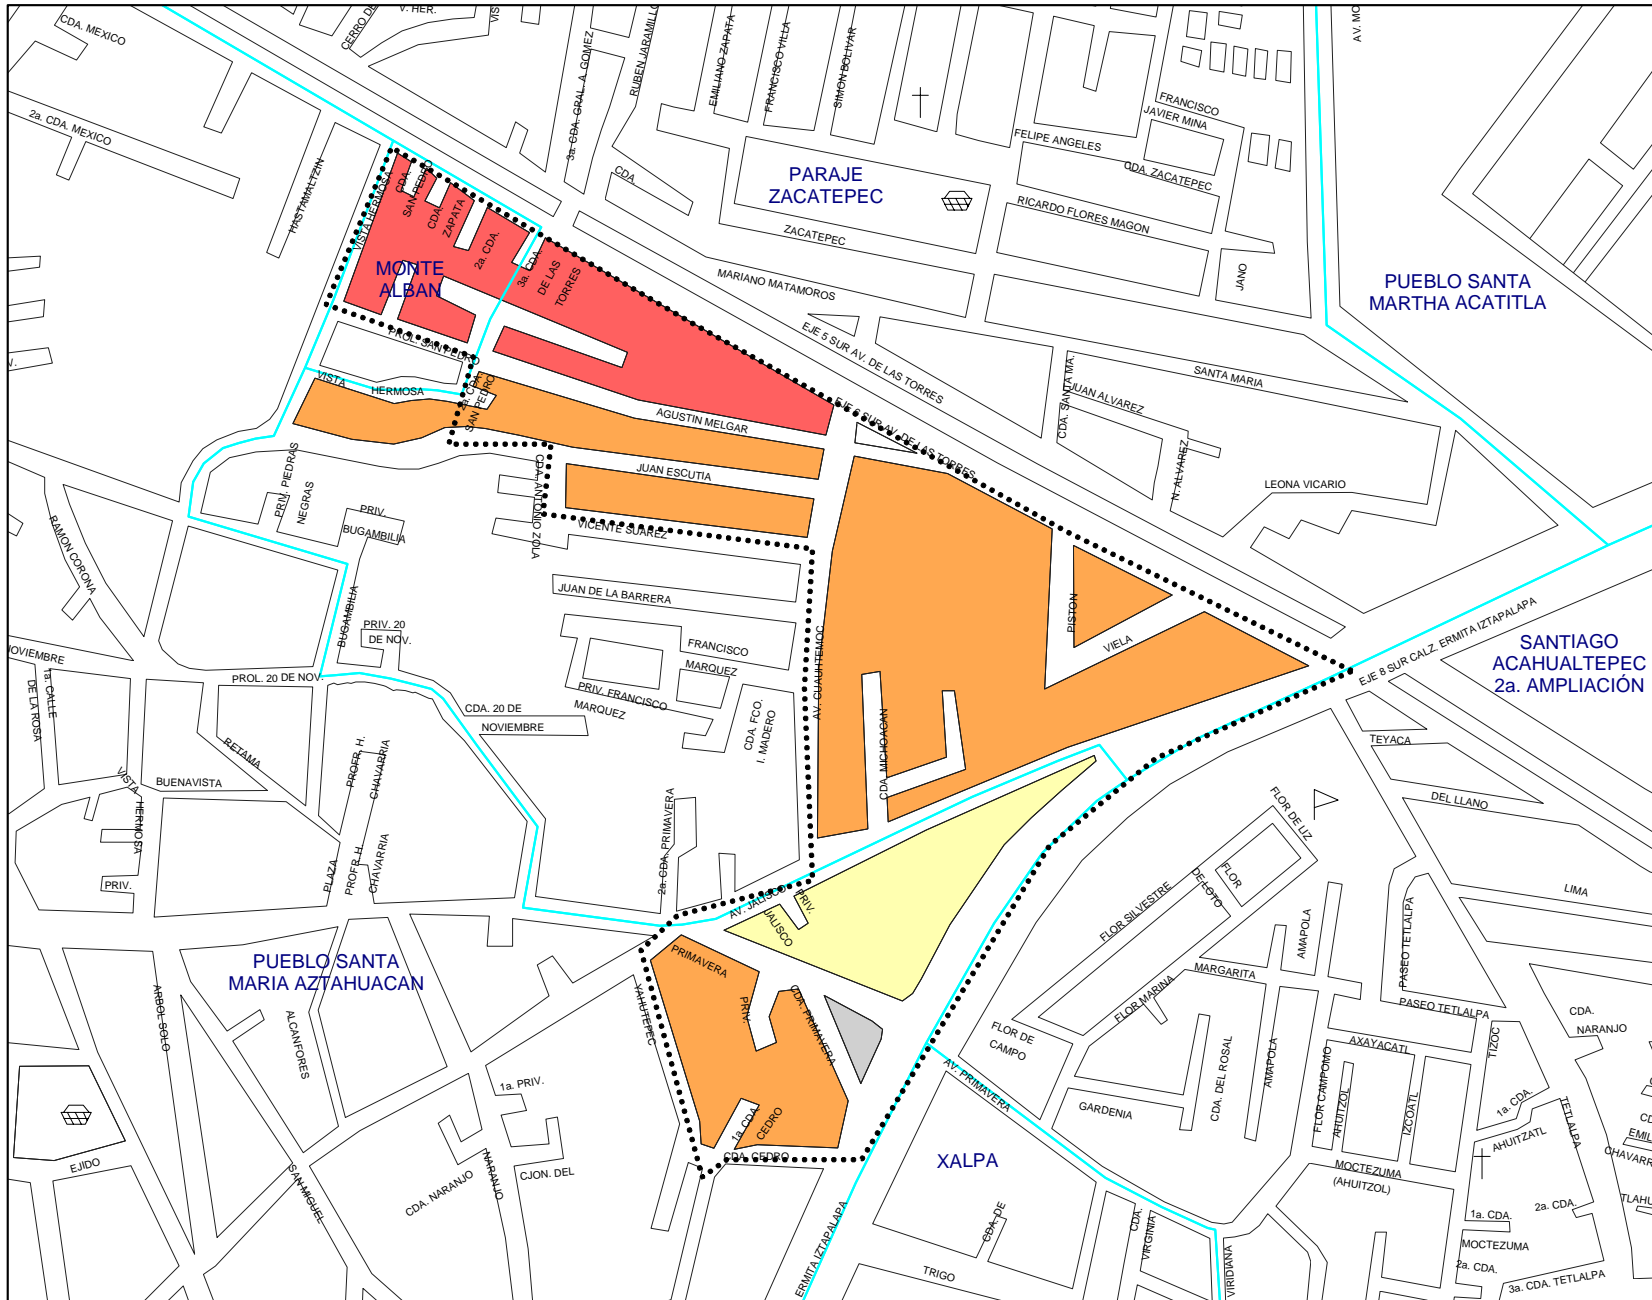 CDA. MEXICO
V. HER.
2a. CDA. MEXICO
HASTAMALTZIN
3a. CDA. GRAL. A. GOMEZ
RUBEN JARAMILLO
EMILIANO ZAPATA
FRANCISCO VILLA
SIMON BOLIVAR
FRANCISCO
JAVIER MINA
FELIPE ANGELES
CDA. ZACATEPEC
RICARDO FLORES MAGON
PARAJE
ZACATEPEC
ZACATEPEC
CDA.
MARIANO MATAMOROS
JANO
PUEBLO SANTA
MARTHA ACATITLA
VISTA HERMOSA
CDA.
SAN PEDRO
CDA.
ZAPATA
2a. CDA.
3a. CDA.
DE LAS
TORRES
MONTE
ALBAN
PROL. SAN PEDRO
EJE 5 SUR AV. DE LAS TORRES
EJE 5 SUR AV. DE LAS TORRES
CDA. SANTA MA.
SANTA MARIA
JUAN ALVAREZ
N. ALVAREZ
LEONA VICARIO
VISTA
HERMOSA
2a. CDA.
SAN PEDRO
AGUSTIN MELGAR
JUAN ESCUTIA
VICENTE SUAREZ
CDA. ANTONIO ZOLA
PRIV. PIEDRAS
NEGRAS
PRIV.
BUGAMBILIA
BUGAMBILIA
RAMON CORONA
JUAN DE LA BARRERA
FRANCISCO
MARQUEZ
PRIV. FRANCISCO
MARQUEZ
CDA. FCO.
I. MADERO
AV. CUAUHTEMOC
PISTON
VIELA
EJE 8 SUR CALZ. ERMITA IZTAPALAPA
SANTIAGO
ACAHUALTEPEC
2a. AMPLIACIÓN
PRIV. 20
DE NOV.
PROL. 20 DE NOV.
NOVIEMBRE
1a. CALLE
DE LA ROSA
CDA. 20 DE
NOVIEMBRE
RETAMA
BUENAVISTA
VISTA
HERMOSA
PRIV.
PROFR. H.
CHAVARRIA
PLAZA
PROFR. H.
CHAVARRIA
2a. CDA. PRIMAVERA
CDA. MICHOACAN
TEYACA
DEL LLANO
LIMA
AV. JALISCO
PRIV.
JALISCO
FLOR DE LIZ
FLOR
DE LOTO
FLOR SILVESTRE
MARGARITA
AMAPOLA
FLOR MARINA
PASEO TETLALPA
PASEO TETLALPA
PUEBLO SANTA
MARIA AZTAHUACAN
PRIMAVERA
PRIV.
CDA. PRIMAVERA
YAHUTEPEC
1a. CDA.
CEDRO
CDA. CEDRO
FLOR DE
CAMPO
AV. PRIMAVERA
GARDENIA
CDA. DEL ROSAL
AMAPOLA
FLOR CAMPOMO
AHUITZOL
AXAYACATL
IZCOATL
TIZOC
CDA.
NARANJO
1a. CDA.
AHUITZATL
TETLALPA
MOCTEZUMA
(AHUITZOL)
ARBOL SOLO
ALCANFORES
EJIDO
SAN MIGUEL
1a. PRIV.
CDA. NARANJO
NARANJO
CJON. DEL
XALPA
ERMITA IZTAPALAPA
CDA. DE
TRIGO
CDA.
VIRGINIA
VIRIDIANA
1a. CDA.
MOCTEZUMA
2a. CDA.
2a. CDA.
3a. CDA. TETLALPA